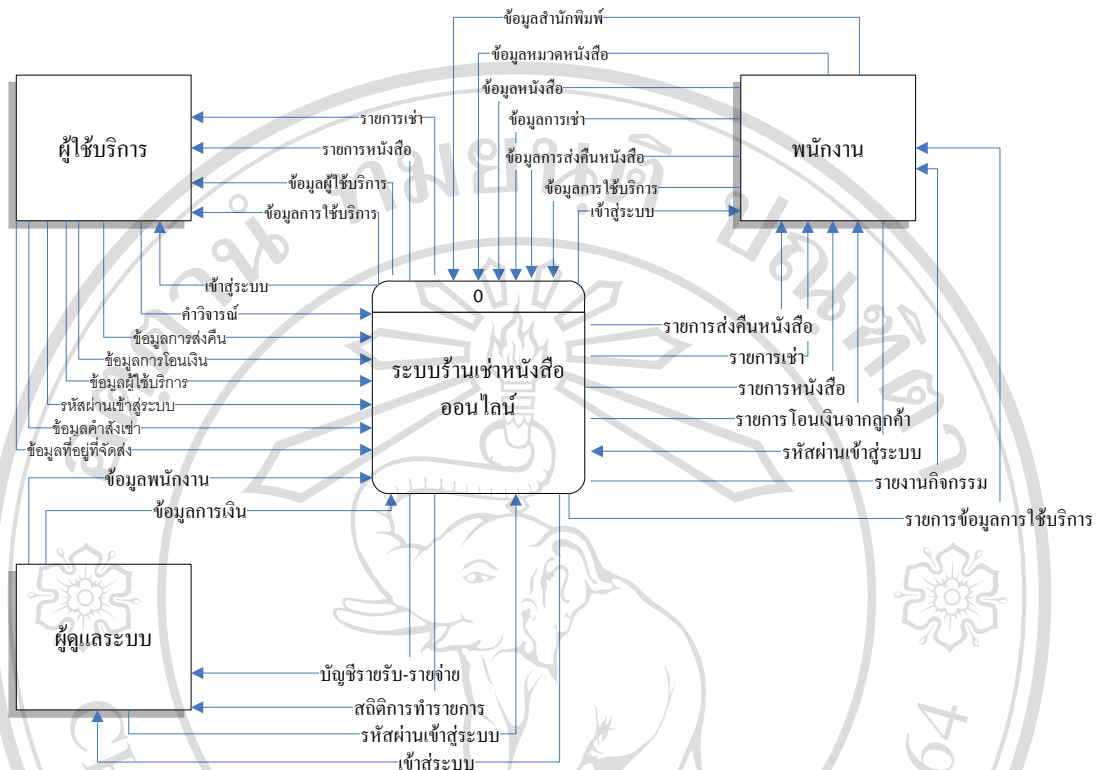 ข้อมูลสำนักพิมพ์
ข้อมูลหมวดหนังสือ
ข้อมูลหนังสือ
ข้อมูลการเช่า
ข้อมูลการส่งคืนหนังสือ
ข้อมูลการใช้บริการ
เข้าสู่ระบบ
ผู้ใช้บริการ
พนักงาน
รายการเช่า
รายการหนังสือ
ข้อมูลผู้ใช้บริการ
ข้อมูลการใช้บริการ
เข้าสู่ระบบ
คำวิจารณ์
ข้อมูลการส่งคืน
ข้อมูลการโอนเงิน
ข้อมูลผู้ใช้บริการ
รหัสผ่านเข้าสู่ระบบ
ข้อมูลคำสั่งเช่า
ข้อมูลที่อยู่ที่จัดส่ง
ข้อมูลพนักงาน
ข้อมูลการเงิน
0
ระบบร้านเช่าหนังสือ
ออนไลน์
รายการส่งคืนหนังสือ
รายการเช่า
รายการหนังสือ
รายการโอนเงินจากลูกค้า
รหัสผ่านเข้าสู่ระบบ
รายงานกิจกรรม
รายการข้อมูลการใช้บริการ
ผู้ดูแลระบบ
บัญชีรายรับ-รายจ่าย
สถิติการทำรายการ
รหัสผ่านเข้าสู่ระบบ
เข้าสู่ระบบ
64